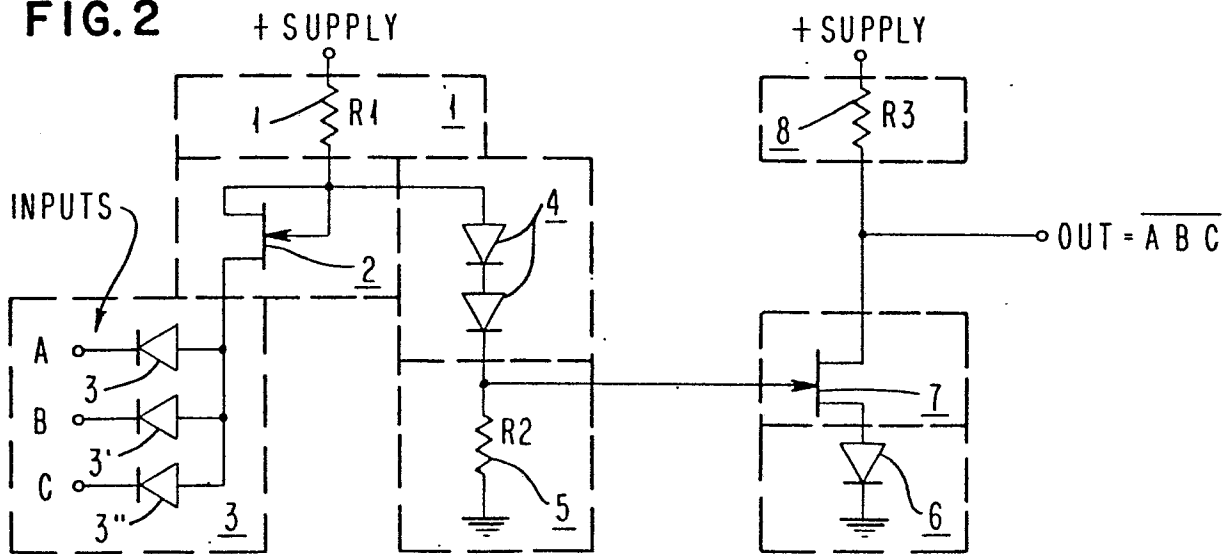 FIG. 2
+ SUPPLY
+ SUPPLY
1
R1
1
8
R3
INPUTS
2
4
OUT = A B C
A
3
B
3'
C
3"
3
R2
5
7
6